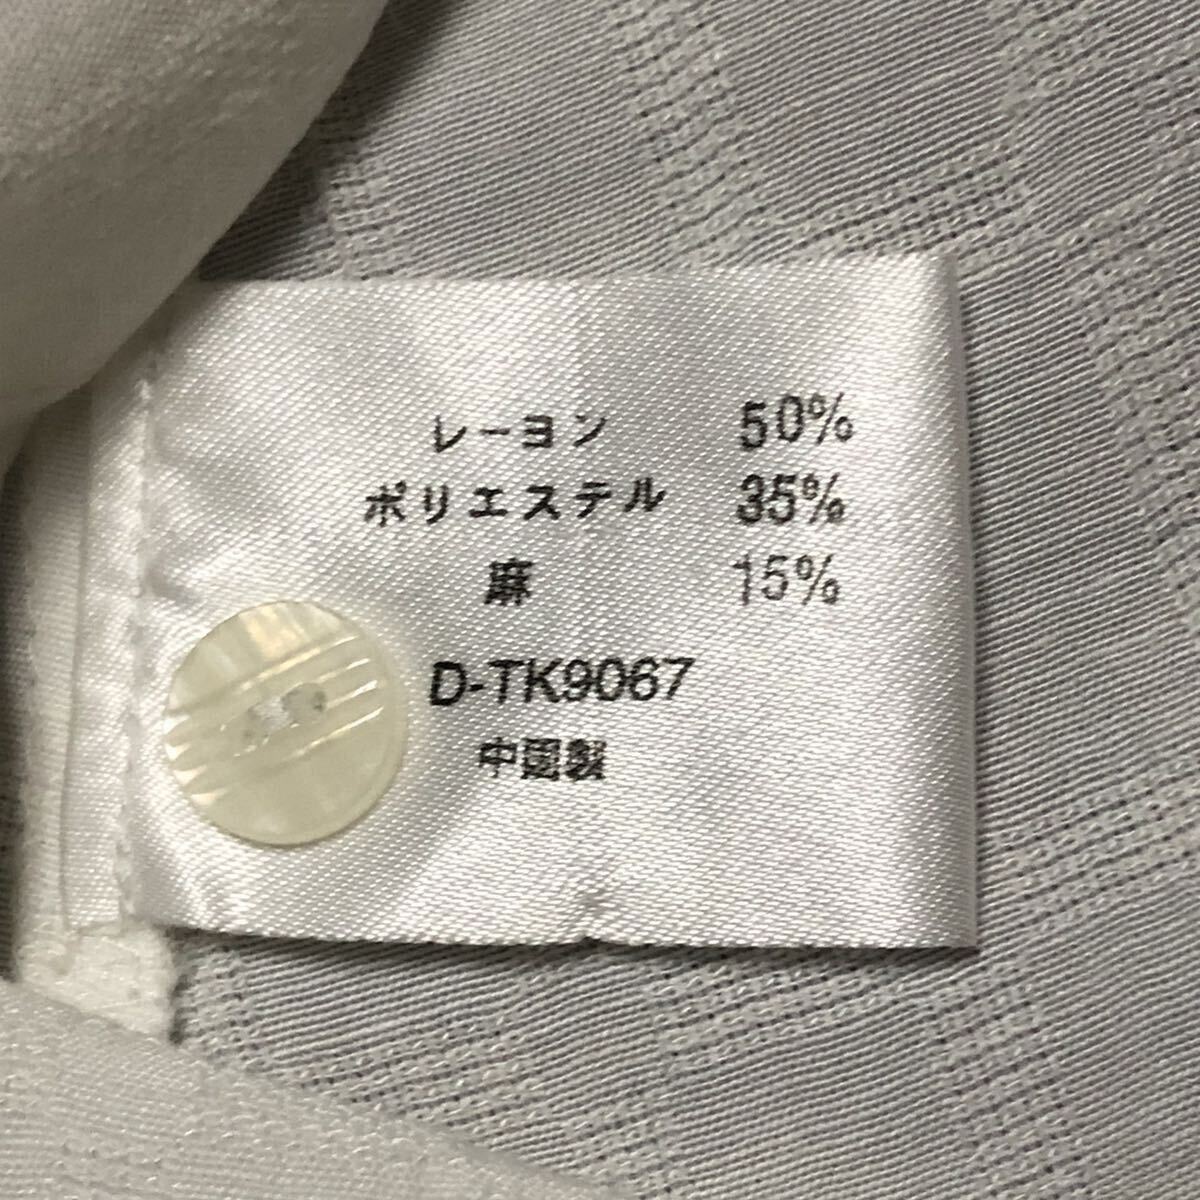 レーヨン 50%
ポリエステル 35%
麻 15%
D-TK9067
中国製